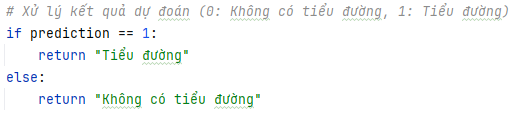 # Xử lý kết quả dự đoán (0: Không có tiểu đường, 1: Tiểu đường)
if prediction == 1:
    return "Tiểu đường"
else:
    return "Không có tiểu đường"